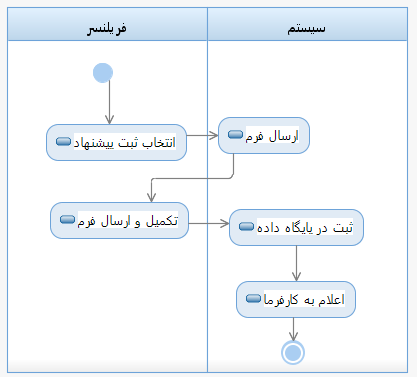 فریلنسر
سیستم
انتخاب ثبت پیشنهاد
ارسال فرم
تکمیل و ارسال فرم
ثبت در پایگاه داده
اعلام به کارفرما